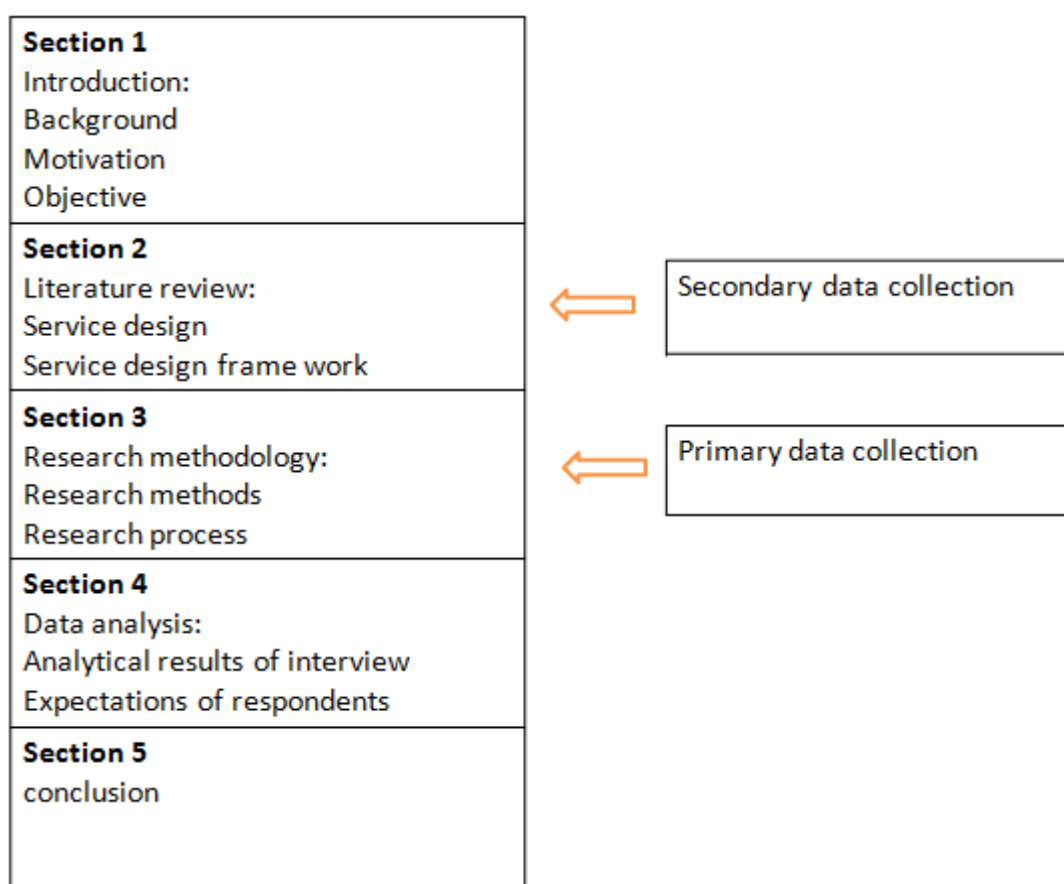 Section 1
Introduction:
Background
Motivation
Objective
Section 2
Literature review:
Service design
Service design frame work
Secondary data collection
Section 3
Research methodology:
Research methods
Research process
Primary data collection
Section 4
Data analysis:
Analytical results of interview
Expectations of respondents
Section 5
conclusion